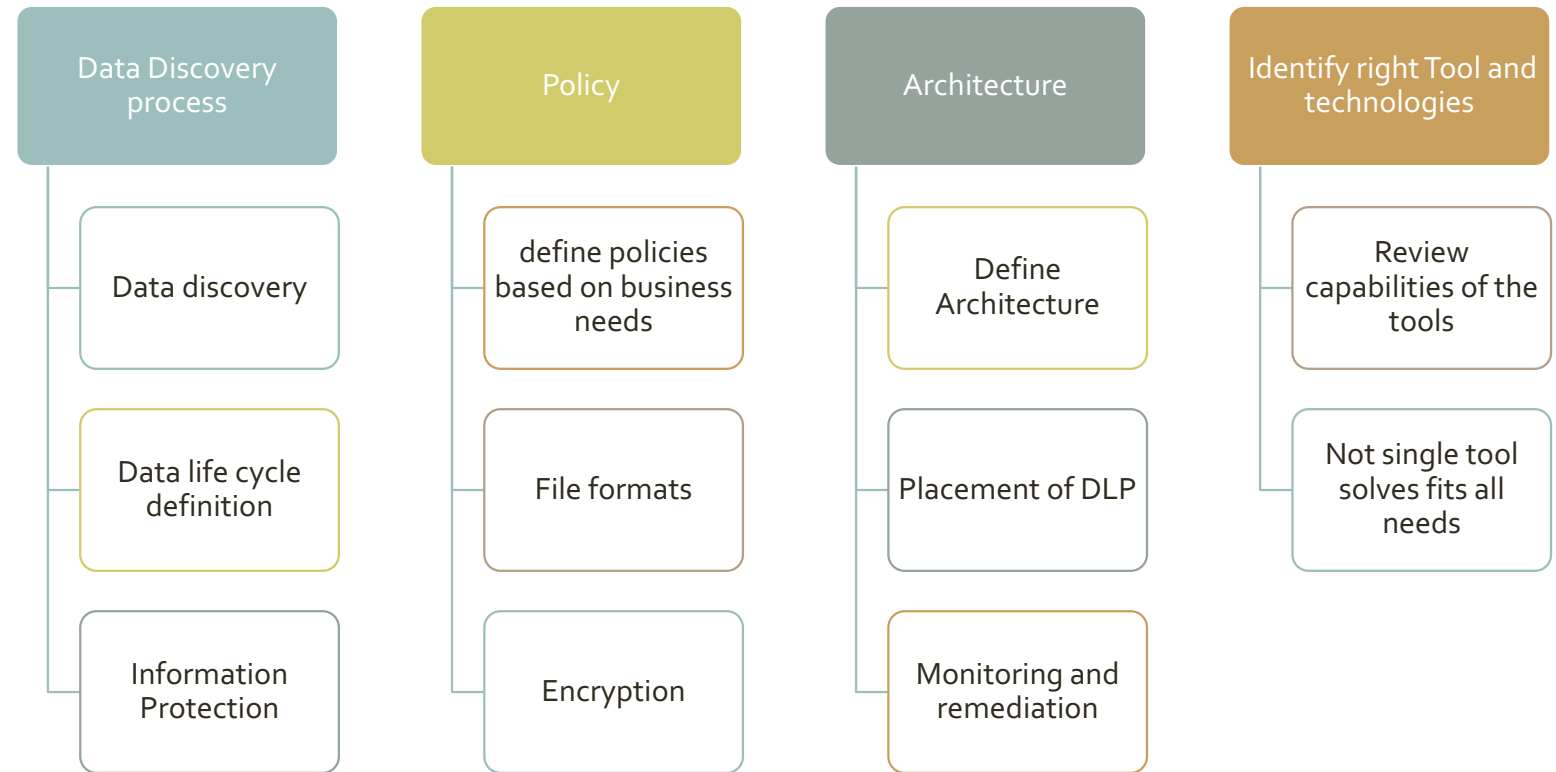 Data Discovery
process
Data discovery
Data life cycle
definition
Information
Protection
Policy
define policies
based on business
needs
File formats
Encryption
Architecture
Define
Architecture
Placement of DLP
Monitoring and
remediation
Identify right Tool and
technologies
Review
capabilities of the
tools
Not single tool
solves fits all
needs